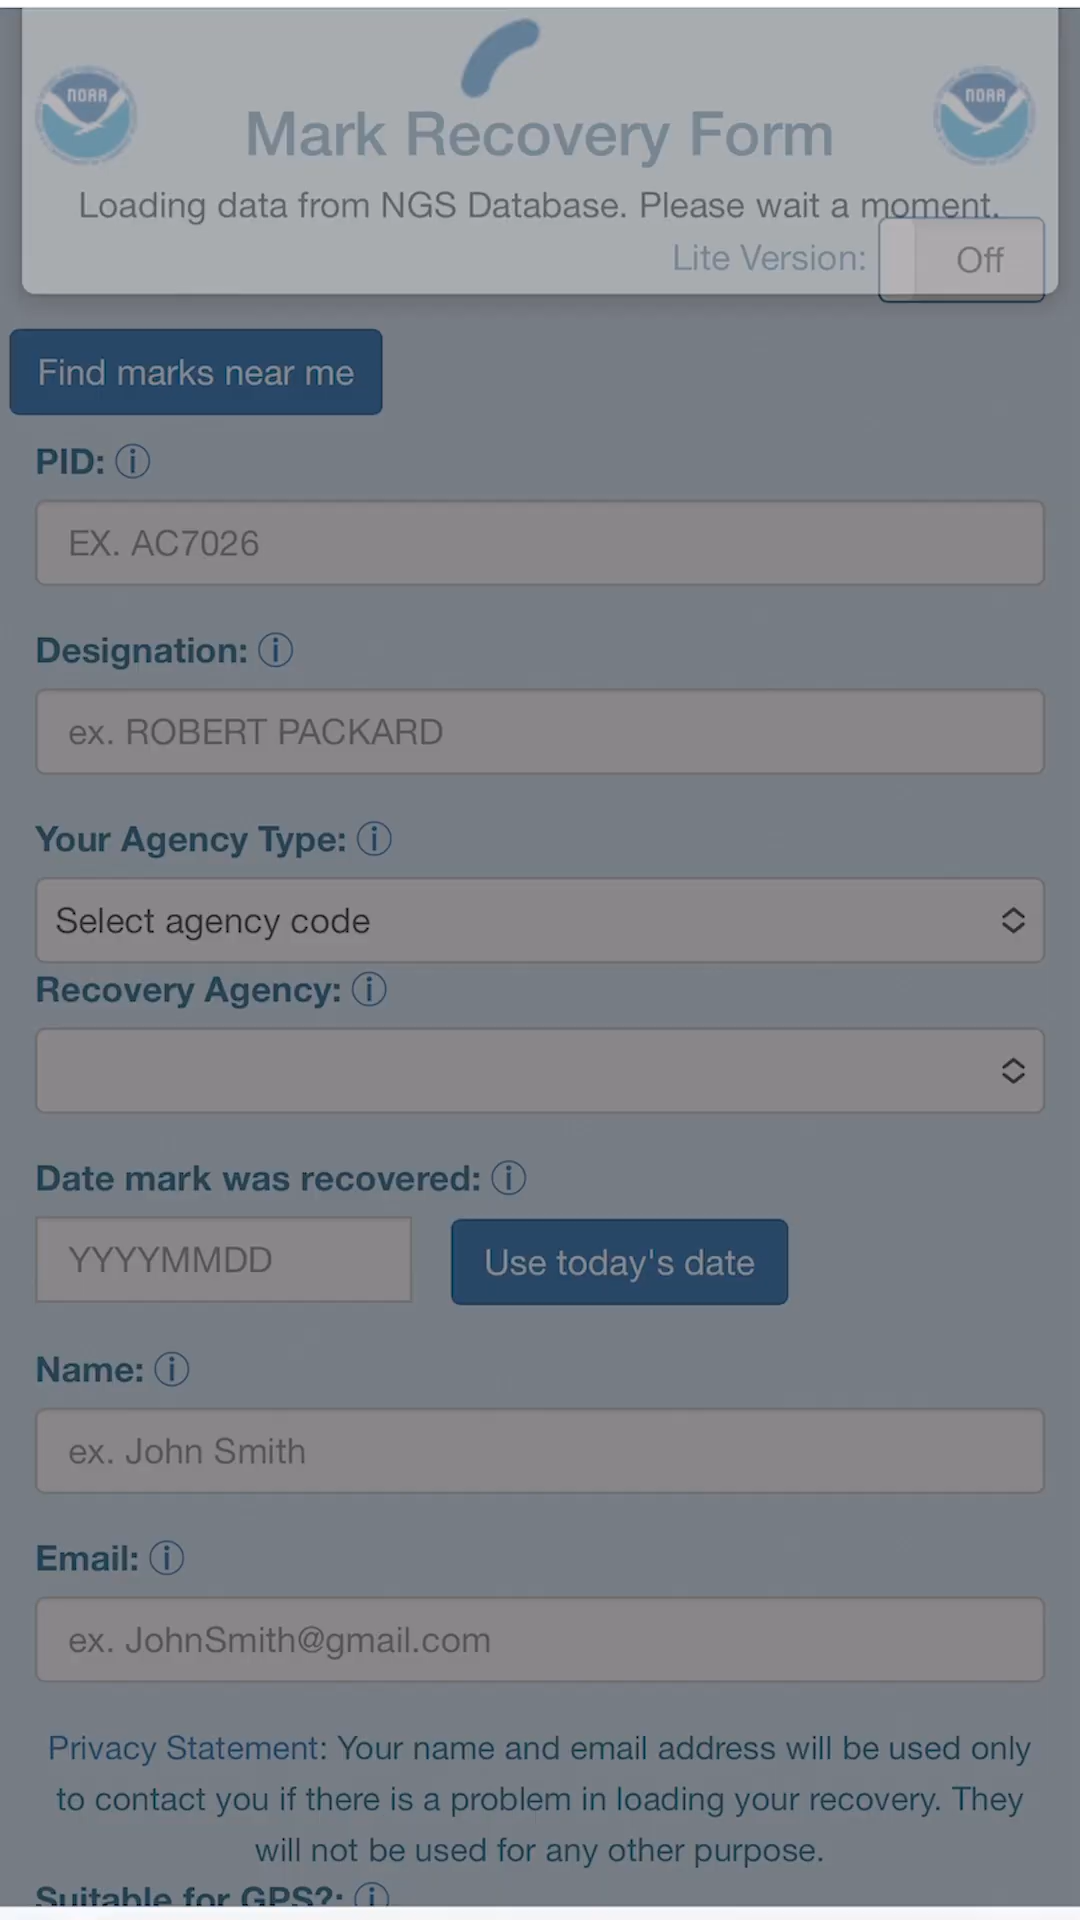 NOAA
NOAA
Mark Recovery Form
Loading data from NGS Database. Please wait a moment.
Lite Version: Off
Find marks near me
PID: ⓘ
EX. AC7026
Designation: ⓘ
ex. ROBERT PACKARD
Your Agency Type: ⓘ
Select agency code
Recovery Agency: ⓘ
Date mark was recovered: ⓘ
YYYYMMDD Use today's date
Name: ⓘ
ex. John Smith
Email: ⓘ
ex. JohnSmith@gmail.com
Privacy Statement: Your name and email address will be used only
to contact you if there is a problem in loading your recovery. They
will not be used for any other purpose.
Suitable for GPS?: ⓘ